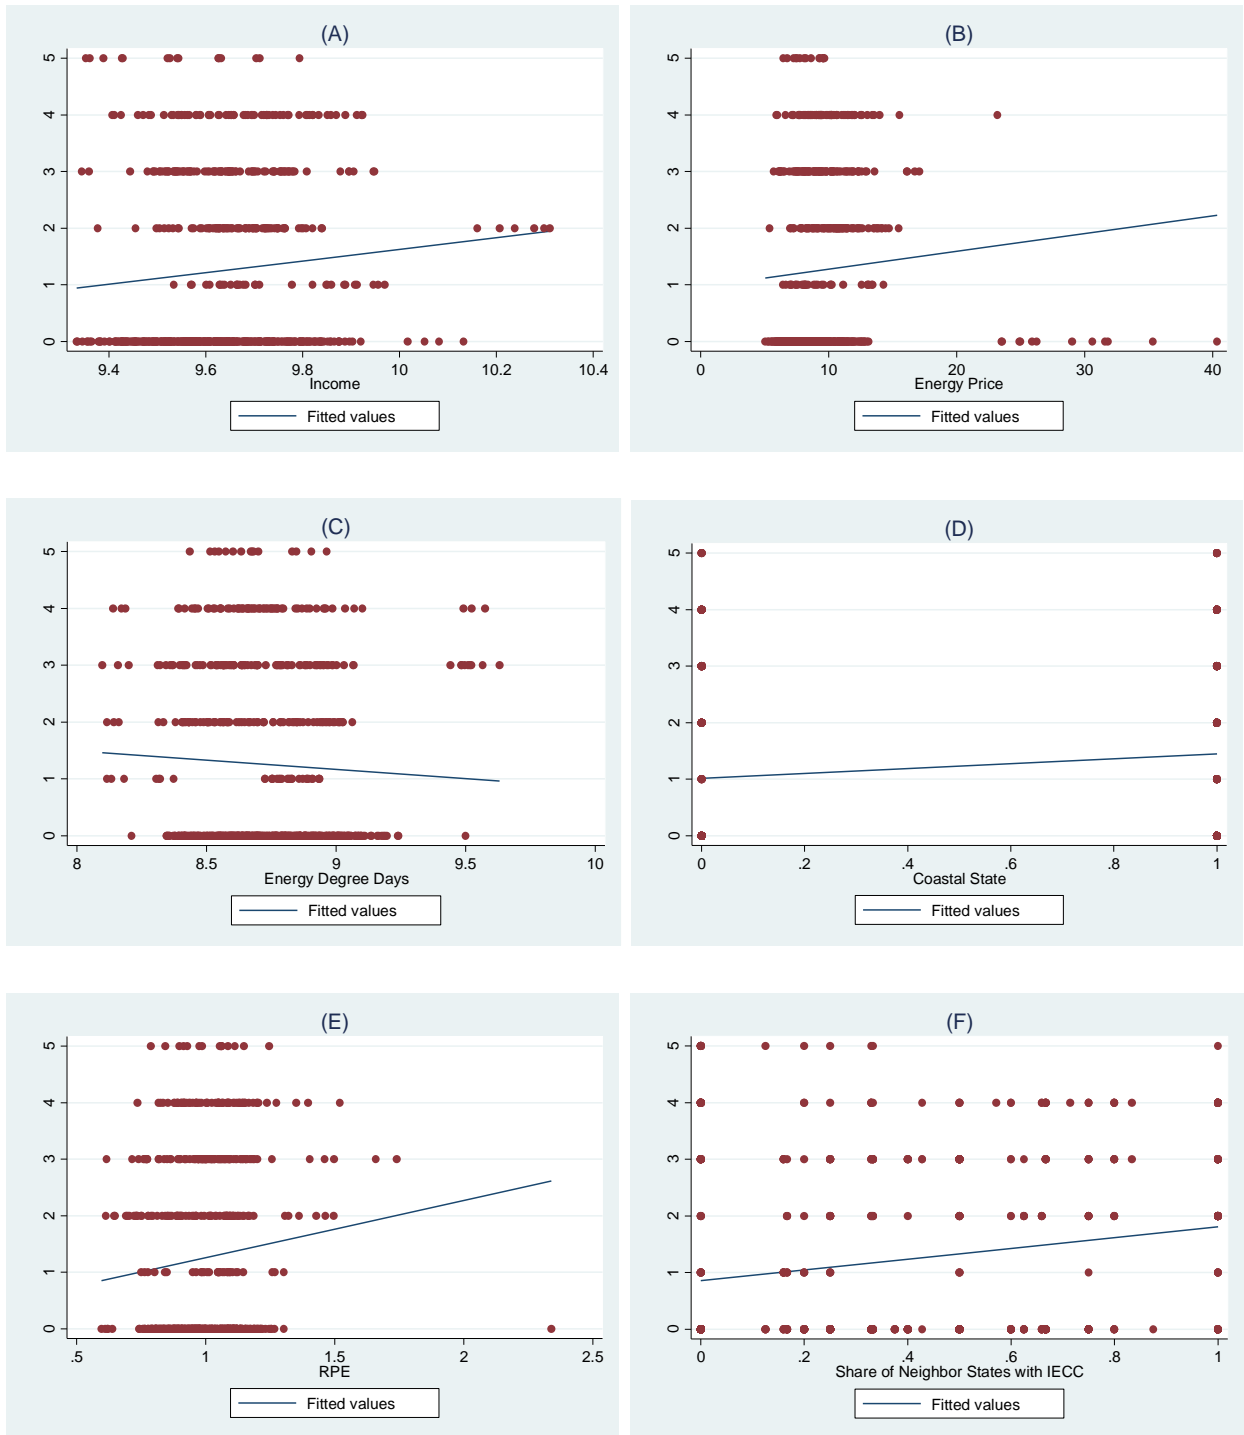 (A)
5
4
3
2
1
0
9.4 9.6 9.8 10 10.2 10.4
Income
Fitted values
(B)
5
4
3
2
1
0
0 10 20 30 40
Energy Price
Fitted values
(C)
5
4
3
2
1
0
8 8.5 9 9.5 10
Energy Degree Days
Fitted values
(D)
5
4
3
2
1
0
0 .2 .4 .6 .8 1
Coastal State
Fitted values
(E)
5
4
3
2
1
0
.5 1 1.5 2 2.5
RPE
Fitted values
(F)
5
4
3
2
1
0
0 .2 .4 .6 .8 1
Share of Neighbor States with IECC
Fitted values